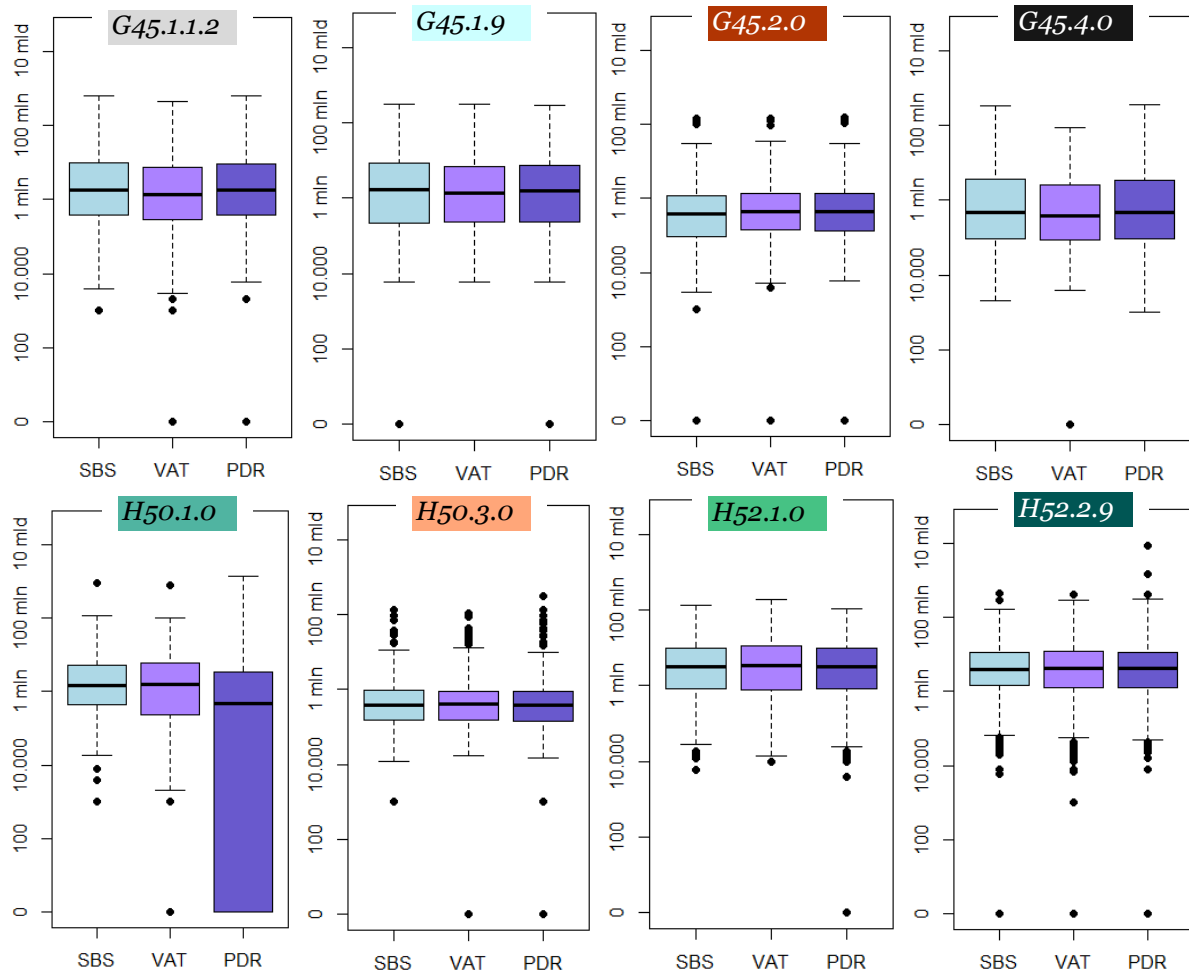 G45.1.1.2
10 mld
100 mln
1 mln
10.000
100
0
SBS VAT PDR
G45.1.9
10 mld
100 mln
1 mln
10.000
100
0
SBS VAT PDR
G45.2.0
10 mld
100 mln
1 mln
10.000
100
0
SBS VAT PDR
G45.4.0
10 mld
100 mln
1 mln
10.000
100
0
SBS VAT PDR
H50.1.0
10 mld
100 mln
1 mln
10.000
100
0
SBS VAT PDR
H50.3.0
10 mld
100 mln
1 mln
10.000
100
0
SBS VAT PDR
H52.1.0
10 mld
100 mln
1 mln
10.000
100
0
SBS VAT PDR
H52.2.9
10 mld
100 mln
1 mln
10.000
100
0
SBS VAT PDR